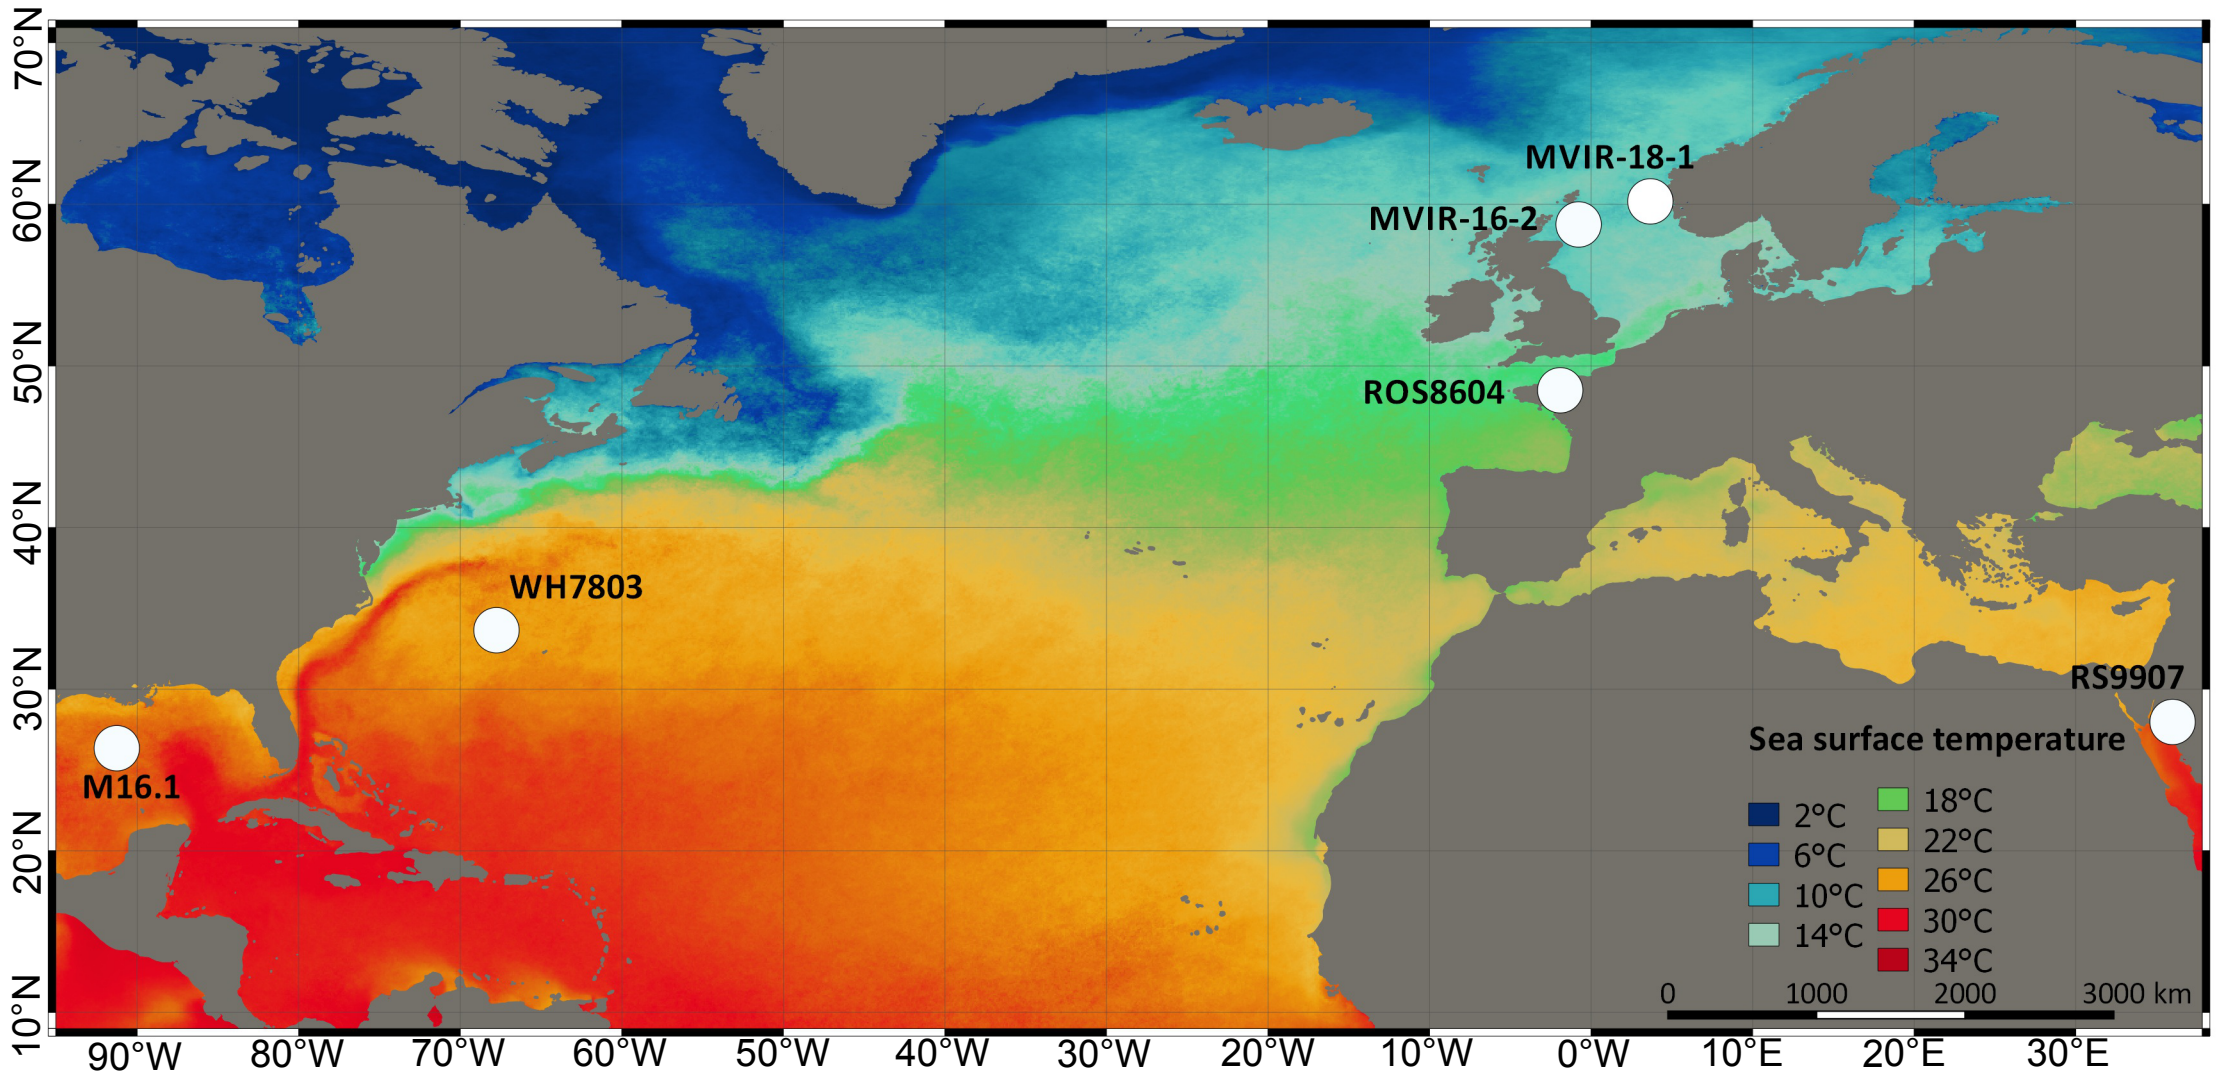 70°N
60°N
50°N
40°N
30°N
20°N
10°N
MVIR-18-1
MVIR-16-2
ROS8604
WH7803
RS9907
M16.1
Sea surface temperature
2°C
6°C
10°C
14°C
18°C
22°C
26°C
30°C
34°C
0 1000 2000 3000 km
90°W 80°W 70°W 60°W 50°W 40°W 30°W 20°W 10°W 0°W 10°E 20°E 30°E